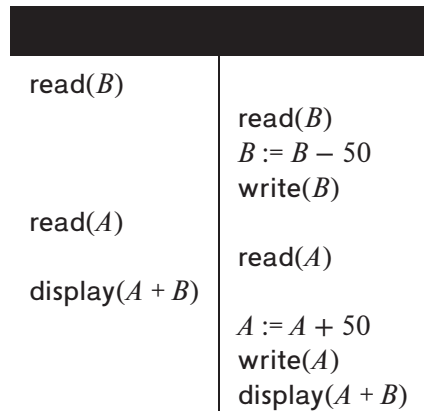 read(B)
read(B)
B := B − 50
write(B)
read(A)
read(A)
display(A + B)
A := A + 50
write(A)
display(A + B)